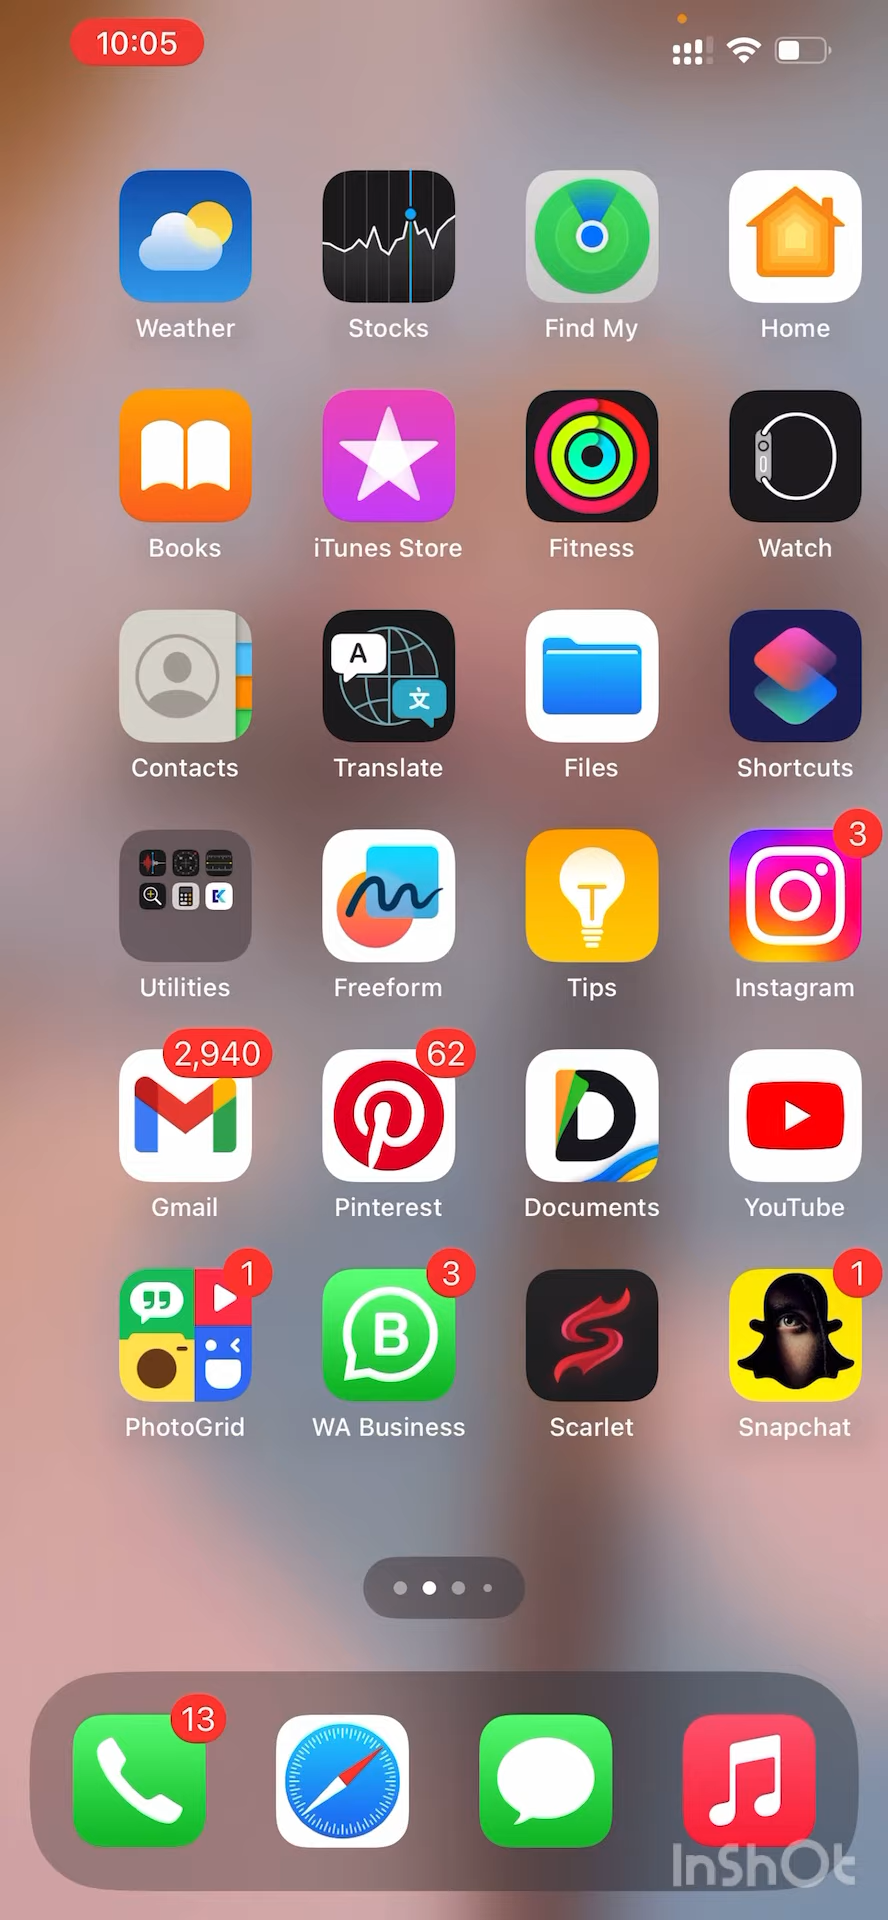 10:05
Weather Stocks Find My Home
Books iTunes Store Fitness Watch
A
文
Contacts Translate Files Shortcuts
3
T
Utilities Freeform Tips Instagram
2,940 62
Gmail Pinterest Documents YouTube
1 3 1
B
PhotoGrid WA Business Scarlet Snapchat
13
InShOt